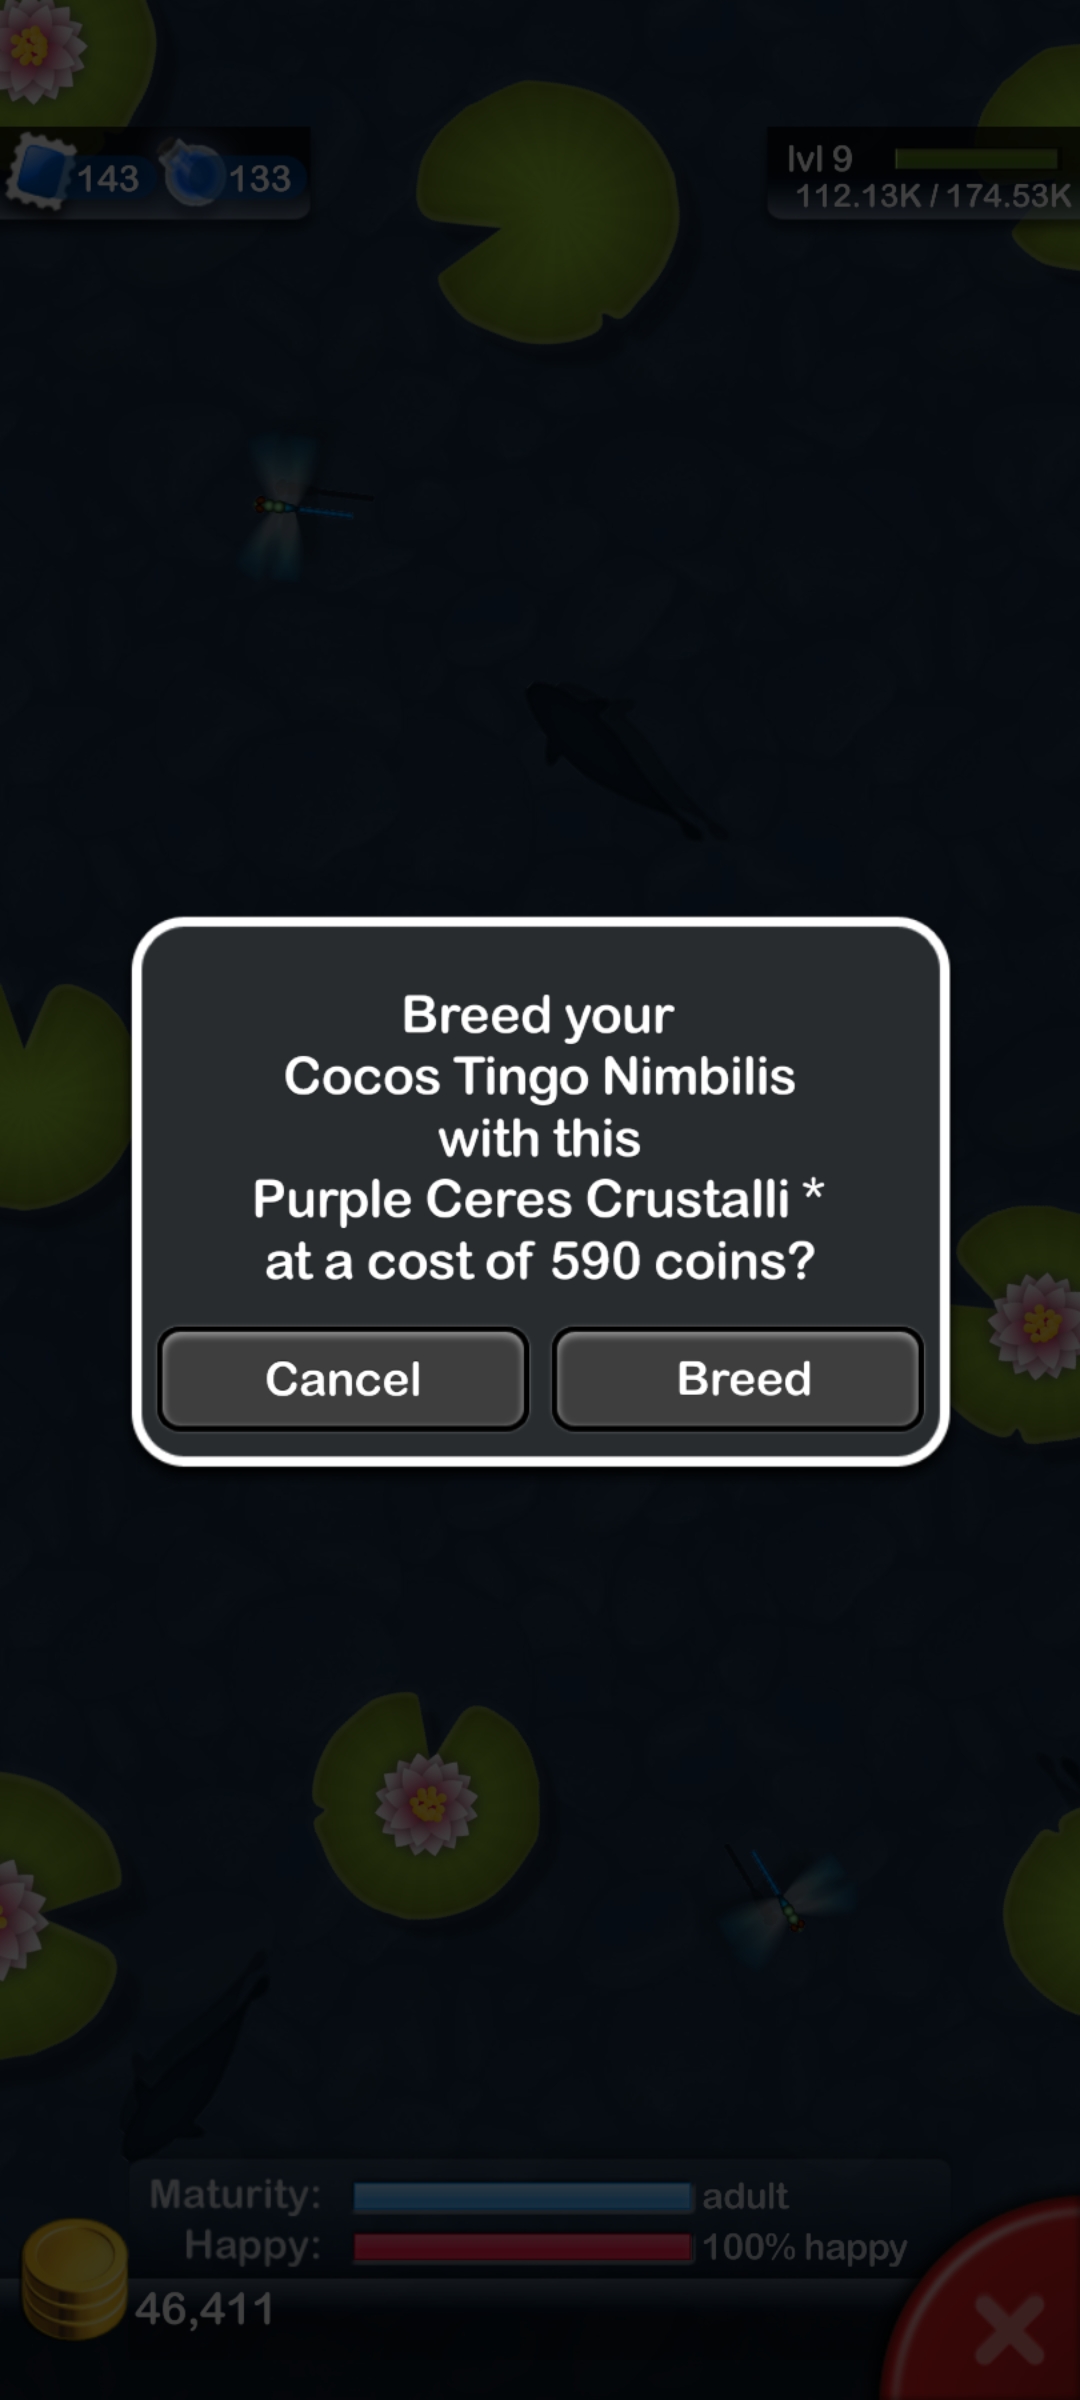 143 133
lvl 9
112.13K / 174.53K
Breed your
Cocos Tingo Nimbilis
with this
Purple Ceres Crustalli *
at a cost of 590 coins?
Cancel Breed
Maturity: adult
Happy: 100% happy
46,411